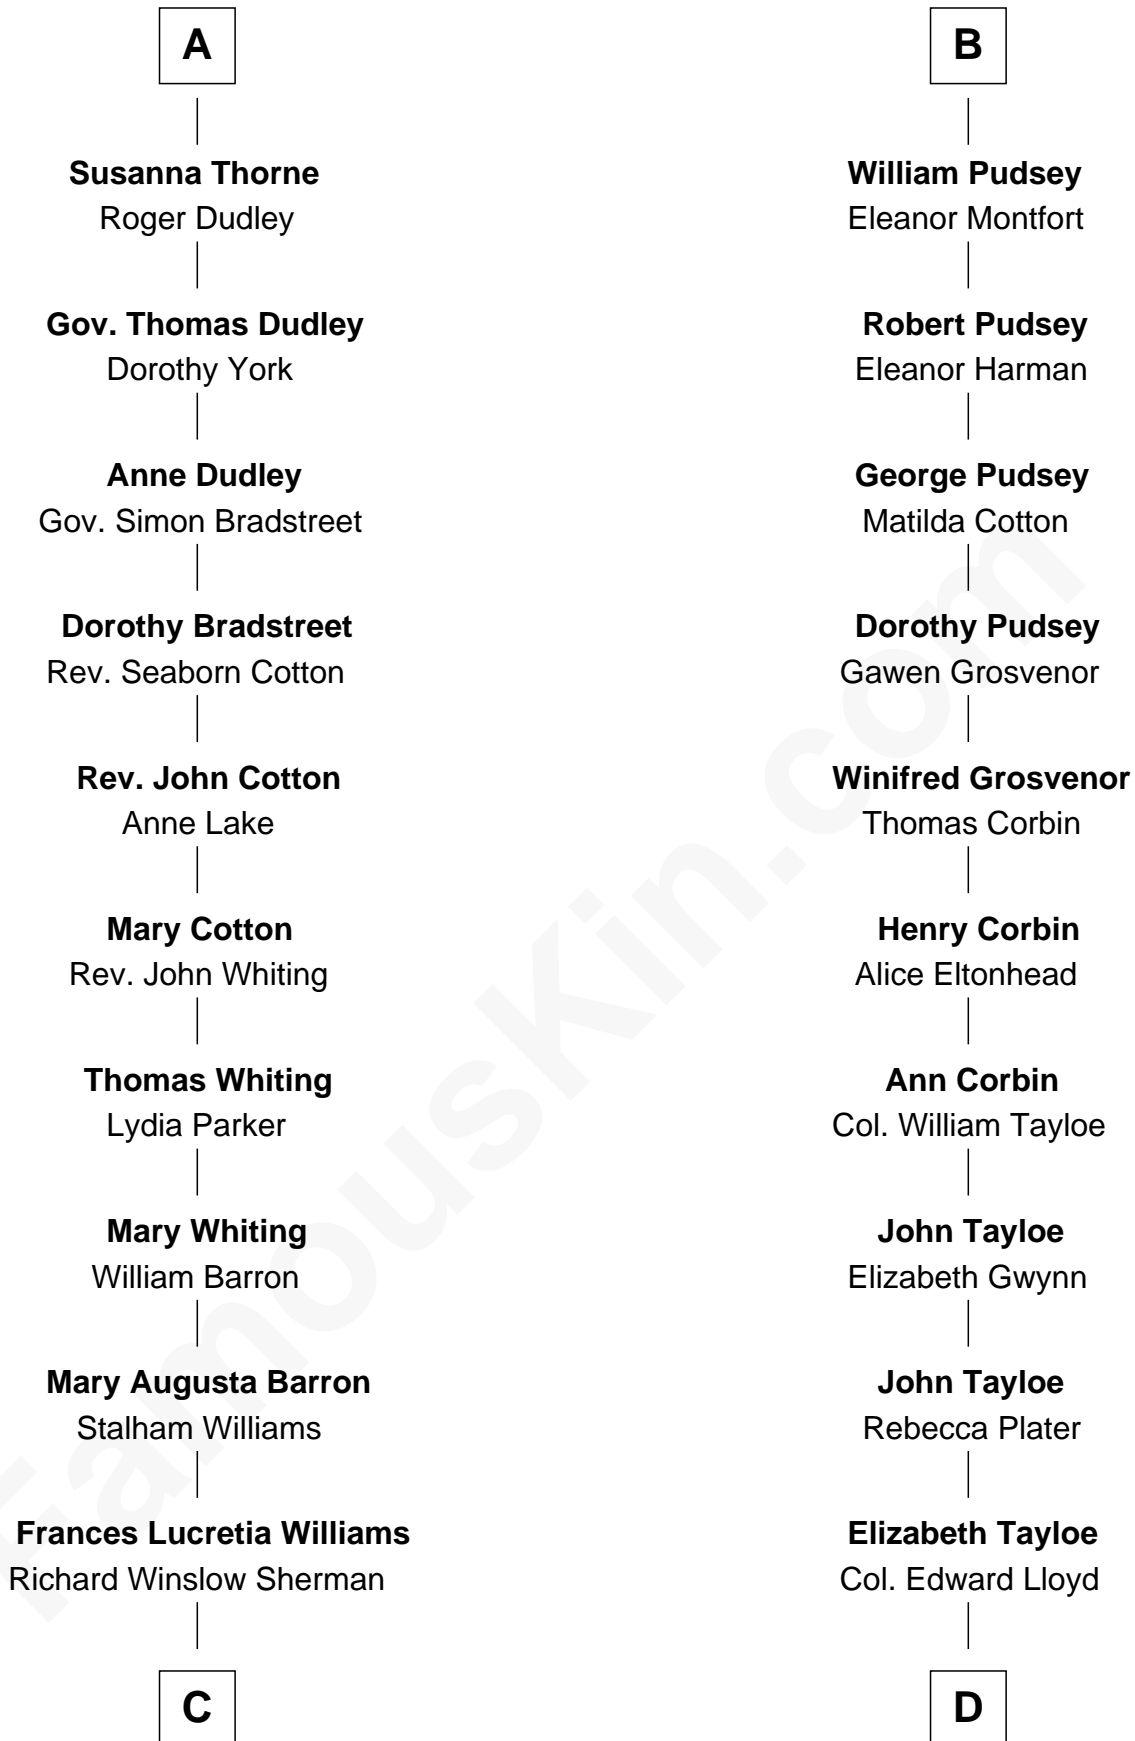 A
Susanna Thorne
Roger Dudley
Gov. Thomas Dudley
Dorothy York
Anne Dudley
Gov. Simon Bradstreet
Dorothy Bradstreet
Rev. Seaborn Cotton
Rev. John Cotton
Anne Lake
Mary Cotton
Rev. John Whiting
Thomas Whiting
Lydia Parker
Mary Whiting
William Barron
Mary Augusta Barron
Stalham Williams
Frances Lucretia Williams
Richard Winslow Sherman
C
B
William Pudsey
Eleanor Montfort
Robert Pudsey
Eleanor Harman
George Pudsey
Matilda Cotton
Dorothy Pudsey
Gawen Grosvenor
Winifred Grosvenor
Thomas Corbin
Henry Corbin
Alice Eltonhead
Ann Corbin
Col. William Tayloe
John Tayloe
Elizabeth Gwynn
John Tayloe
Rebecca Plater
Elizabeth Tayloe
Col. Edward Lloyd
D
FamousKin.com